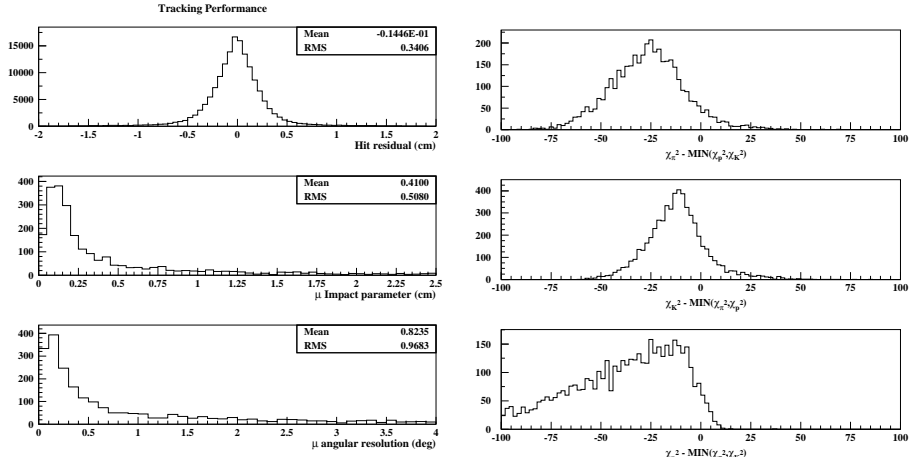 Tracking Performance
Mean -0.1446E-01
RMS 0.3406
15000
10000
5000
0
-2 -1.5 -1 -0.5 0 0.5 1 1.5 2
Hit residual (cm)
Mean 0.4100
RMS 0.5080
400
300
200
100
0
0 0.25 0.5 0.75 1 1.25 1.5 1.75 2 2.25 2.5
μ Impact parameter (cm)
Mean 0.8235
RMS 0.9683
400
300
200
100
0
0 0.5 1 1.5 2 2.5 3 3.5 4
μ angular resolution (deg)
200
150
100
50
0
-100 -75 -50 -25 0 25 50 75 100
χπ² - MIN(χp²,χK²)
400
300
200
100
0
-100 -75 -50 -25 0 25 50 75 100
χK² - MIN(χπ²,χp²)
150
100
50
0
-100 -75 -50 -25 0 25 50 75 100